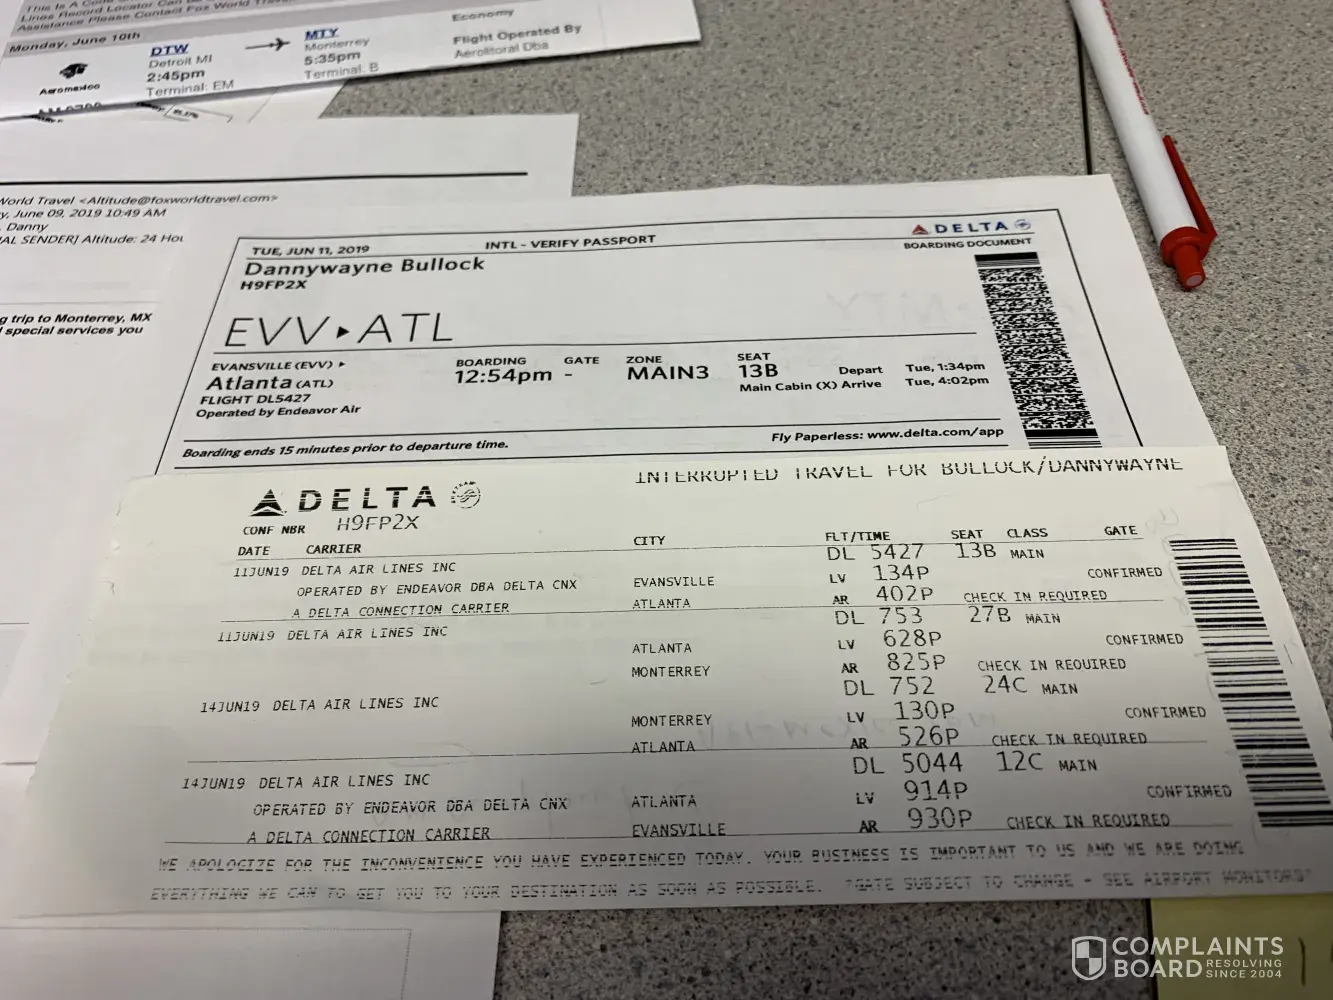 This Is A
Lines Record Locator Can Be
Assistance Please Contact Fox World Travel
Monday, June 10th
Aeromexico
DTW
Detroit MI
2:45pm
Terminal: EM
MTY
Monterrey
5:35pm
Terminal: B
Economy
Flight Operated By
Aerolitoral Dba
World Travel <Altitude@foxworldtravel.com>
y, June 09, 2019 10:49 AM
, Danny
AL SENDER] Altitude: 24 Hou
g trip to Monterrey, MX
special services you
TUE, JUN 11, 2019
INTL - VERIFY PASSPORT
DELTA
BOARDING DOCUMENT
Dannywayne Bullock
H9FP2X
EVV ▸ ATL
EVANSVILLE (EVV) ▸
Atlanta (ATL)
FLIGHT DL5427
Operated by Endeavor Air
BOARDING
12:54pm
GATE
-
ZONE
MAIN3
SEAT
13B
Main Cabin (X)
Depart Tue, 1:34pm
Arrive Tue, 4:02pm
Boarding ends 15 minutes prior to departure time.
Fly Paperless: www.delta.com/app
INTERRUPTED TRAVEL FOR BULLOCK/DANNYWAYNE
DELTA
CONF NBR H9FP2X
DATE CARRIER CITY FLT/TIME SEAT CLASS GATE
DL 5427 13B MAIN
11JUN19 DELTA AIR LINES INC
OPERATED BY ENDEAVOR DBA DELTA CNX EVANSVILLE LV 134P CONFIRMED
A DELTA CONNECTION CARRIER ATLANTA AR 402P CHECK IN REQUIRED
DL 753 27B MAIN
11JUN19 DELTA AIR LINES INC
ATLANTA LV 628P CONFIRMED
MONTERREY AR 825P CHECK IN REQUIRED
DL 752 24C MAIN
14JUN19 DELTA AIR LINES INC
MONTERREY LV 130P CONFIRMED
ATLANTA AR 526P CHECK IN REQUIRED
DL 5044 12C MAIN
14JUN19 DELTA AIR LINES INC
OPERATED BY ENDEAVOR DBA DELTA CNX ATLANTA LV 914P CONFIRMED
A DELTA CONNECTION CARRIER EVANSVILLE AR 930P CHECK IN REQUIRED
WE APOLOGIZE FOR THE INCONVENIENCE YOU HAVE EXPERIENCED TODAY. YOUR BUSINESS IS IMPORTANT TO US AND WE ARE DOING
EVERYTHING WE CAN TO GET YOU TO YOUR DESTINATION AS SOON AS POSSIBLE. *GATE SUBJECT TO CHANGE - SEE AIRPORT MONITORS*
COMPLAINTS
BOARD RESOLVING
SINCE 2004